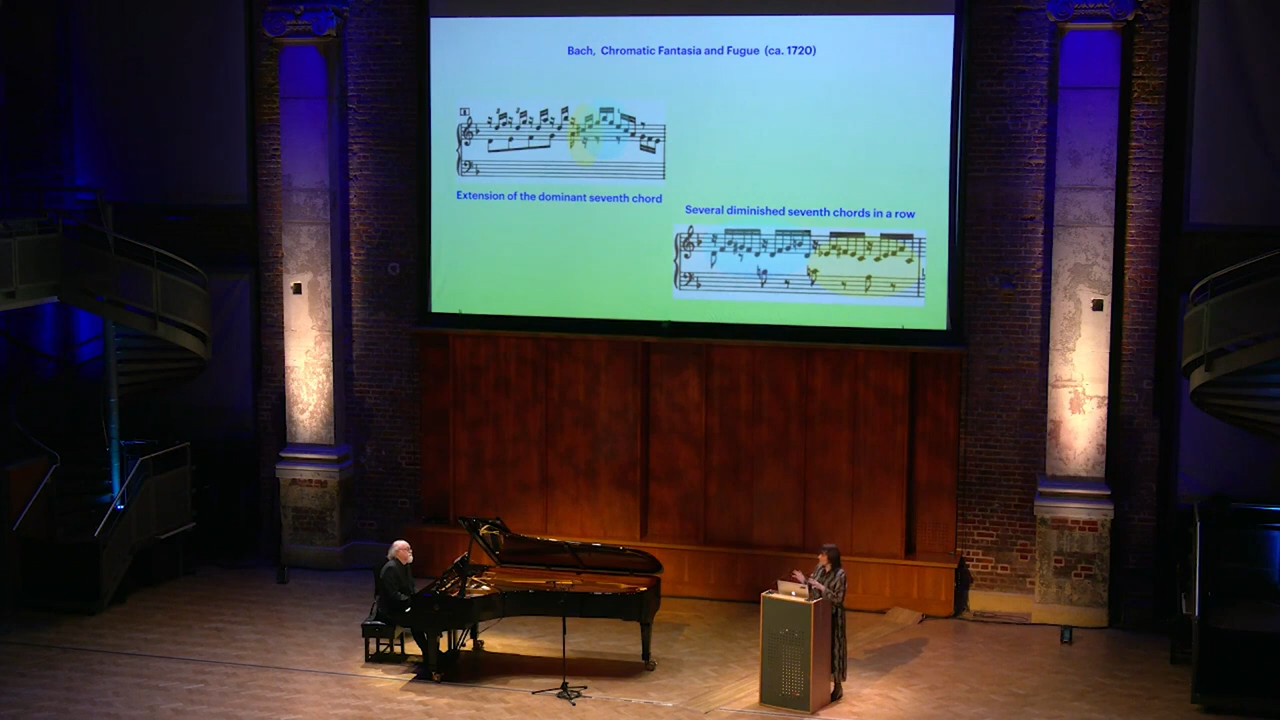 Bach, Chromatic Fantasia and Fugue (ca. 1720)
6
Extension of the dominant seventh chord
Several diminished seventh chords in a row